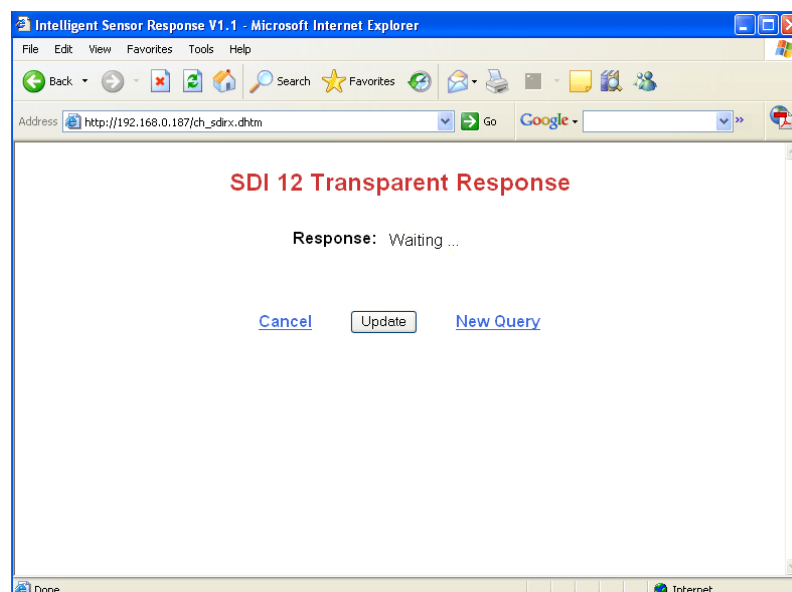 Intelligent Sensor Response V1.1 - Microsoft Internet Explorer
File Edit View Favorites Tools Help
Back Search Favorites
Address http://192.168.0.187/ch_sdirx.dhtm Go Google
SDI 12 Transparent Response
Response: Waiting ...
Cancel Update New Query
Done Internet